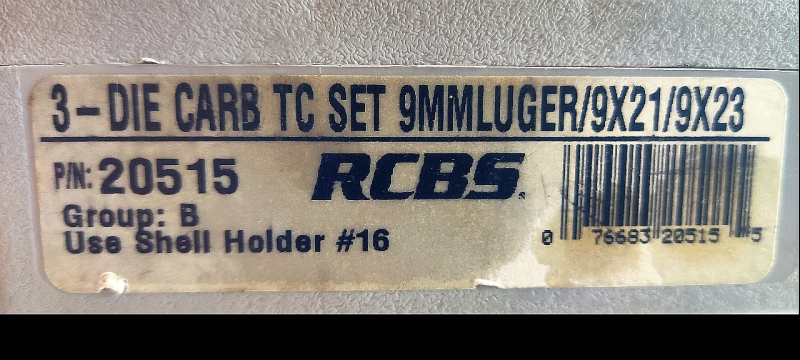 3-DIE CARB TC SET 9MMLUGER/9X21/9X23
P/N: 20515
RCBS.
Group: B
Use Shell Holder #16
0 76683 20515 5